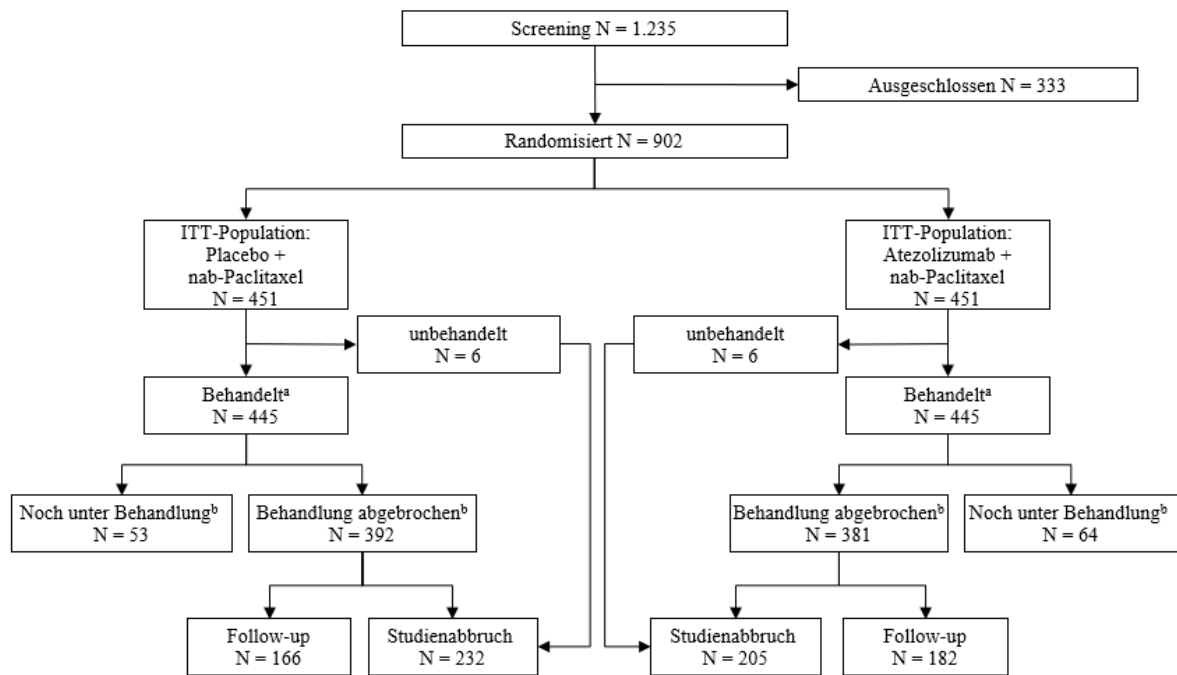 Screening N = 1.235
Ausgeschlossen N = 333
Randomisiert N = 902
ITT-Population:
Placebo +
nab-Paclitaxel
N = 451
ITT-Population:
Atezolizumab +
nab-Paclitaxel
N = 451
unbehandelt
N = 6
unbehandelt
N = 6
Behandeltᵃ
N = 445
Behandeltᵃ
N = 445
Noch unter Behandlungᵇ
N = 53
Behandlung abgebrochenᵇ
N = 392
Behandlung abgebrochenᵇ
N = 381
Noch unter Behandlungᵇ
N = 64
Follow-up
N = 166
Studienabbruch
N = 232
Studienabbruch
N = 205
Follow-up
N = 182